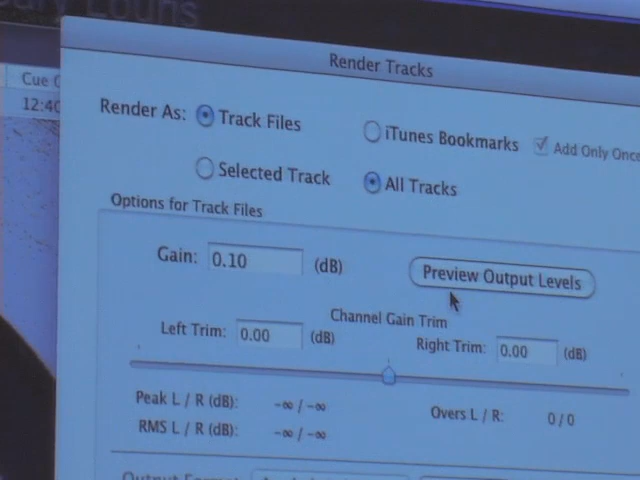 Render Tracks
Cue
12:40
Render As: Track Files iTunes Bookmarks Add Only Once
Selected Track All Tracks
Options for Track Files
Gain: 0.10 (dB) Preview Output Levels
Channel Gain Trim
Left Trim: 0.00 (dB) Right Trim: 0.00 (dB)
Peak L / R (dB): -∞ / -∞ Overs L / R: 0 / 0
RMS L / R (dB): -∞ / -∞